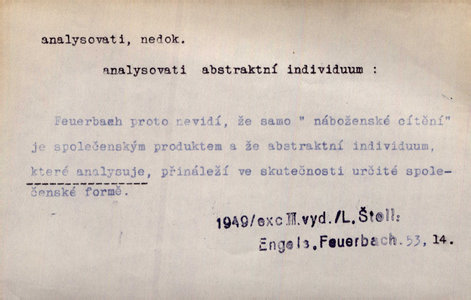 analysovati, nedok.
analysovati abstraktní individuum :
Feuerbach proto nevidí, že samo " náboženské cítění"
je společenským produktem a že abstraktní individuum,
které analysuje, přináleží ve skutečnosti určité spole-
čenské formě.
1949/exc.III.vyd./L. Štoll:
Engels, Feuerbach.53, 14.